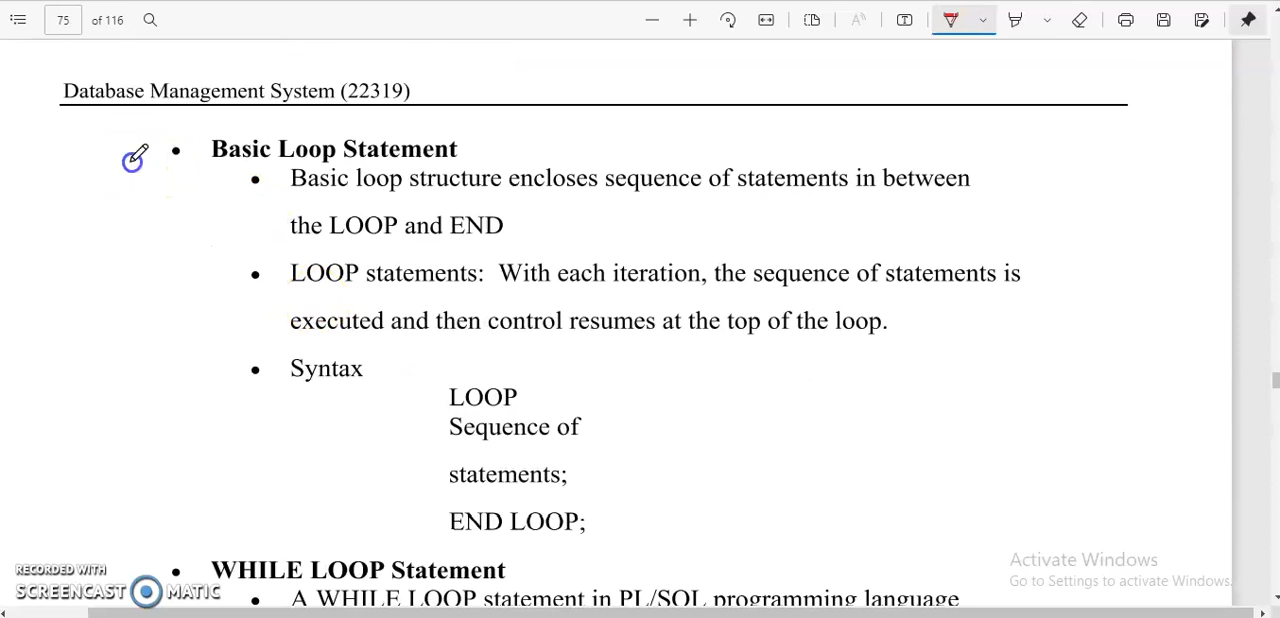 75 of 116
Database Management System (22319)
• Basic Loop Statement
• Basic loop structure encloses sequence of statements in between
the LOOP and END
• LOOP statements: With each iteration, the sequence of statements is
executed and then control resumes at the top of the loop.
• Syntax
LOOP
Sequence of
statements;
END LOOP;
• WHILE LOOP Statement
• A WHILE LOOP statement in PL/SQL programming language
Activate Windows
Go to Settings to activate Windows.
RECORDED WITH
SCREENCAST MATIC